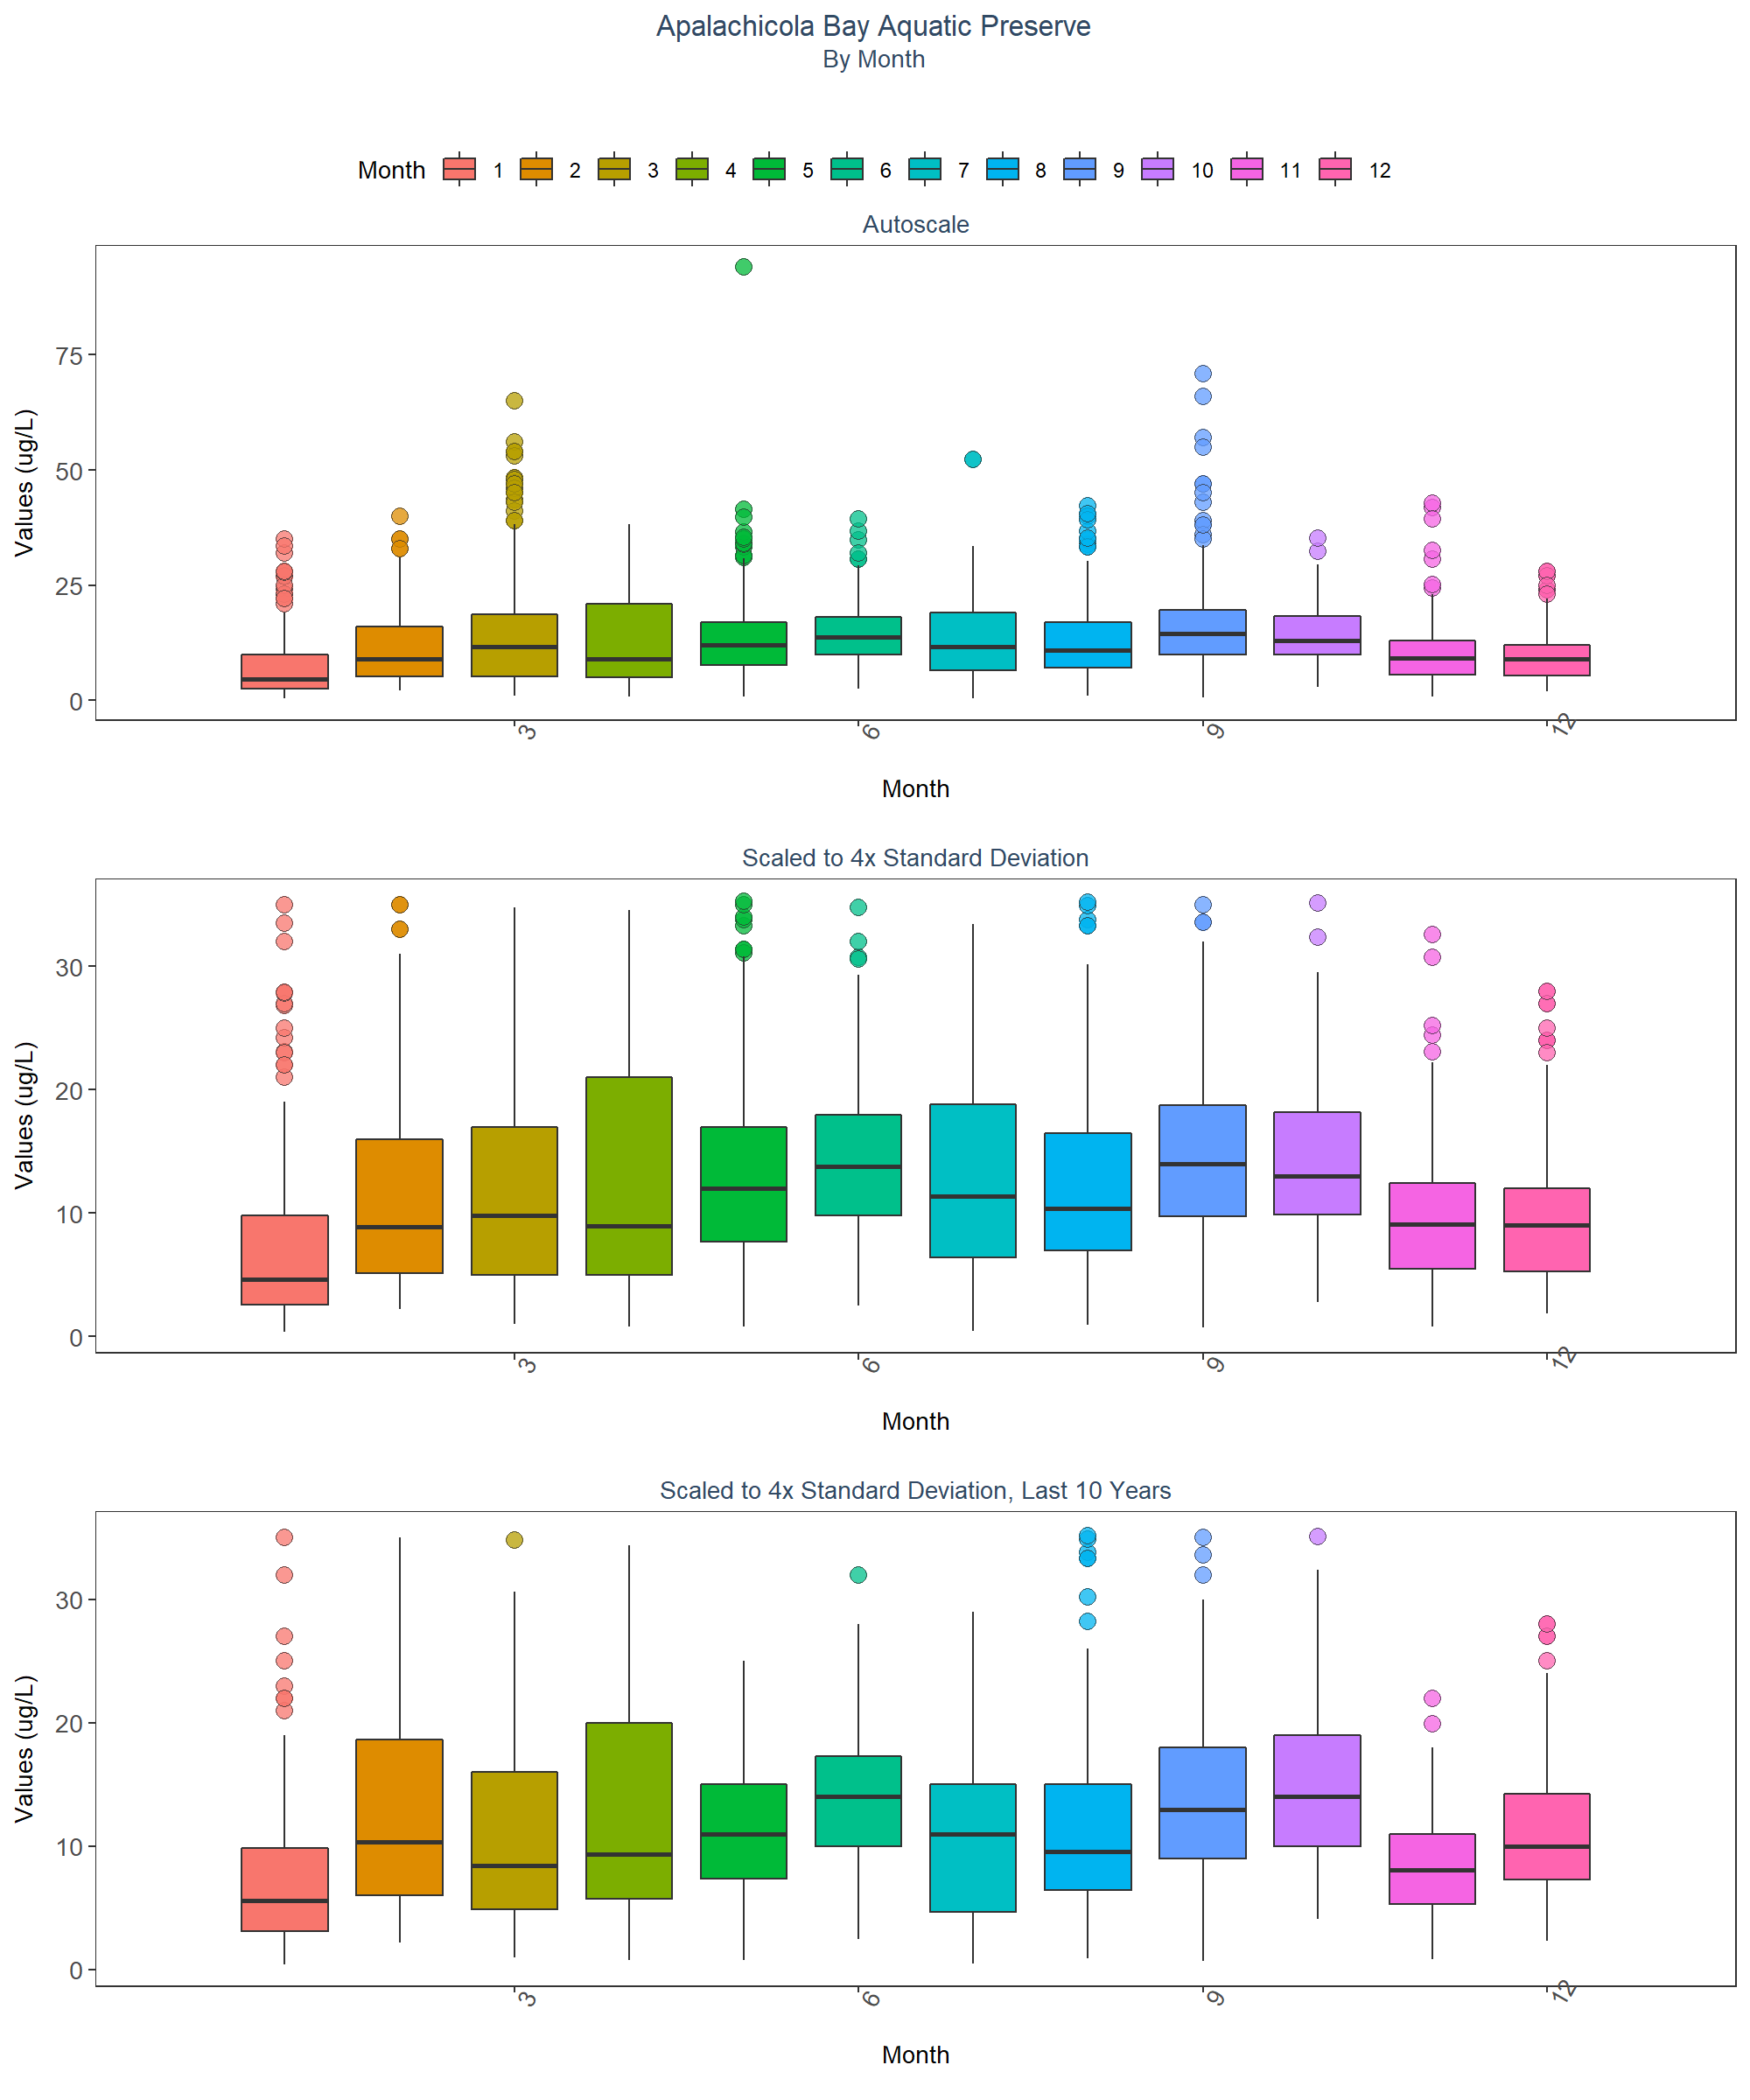 Apalachicola Bay Aquatic Preserve
By Month
Month 1 2 3 4 5 6 7 8 9 10 11 12
Autoscale
Values (ug/L)
75
50
25
0
3 6 9 12
Month
Scaled to 4x Standard Deviation
Values (ug/L)
30
20
10
0
3 6 9 12
Month
Scaled to 4x Standard Deviation, Last 10 Years
Values (ug/L)
30
20
10
0
3 6 9 12
Month